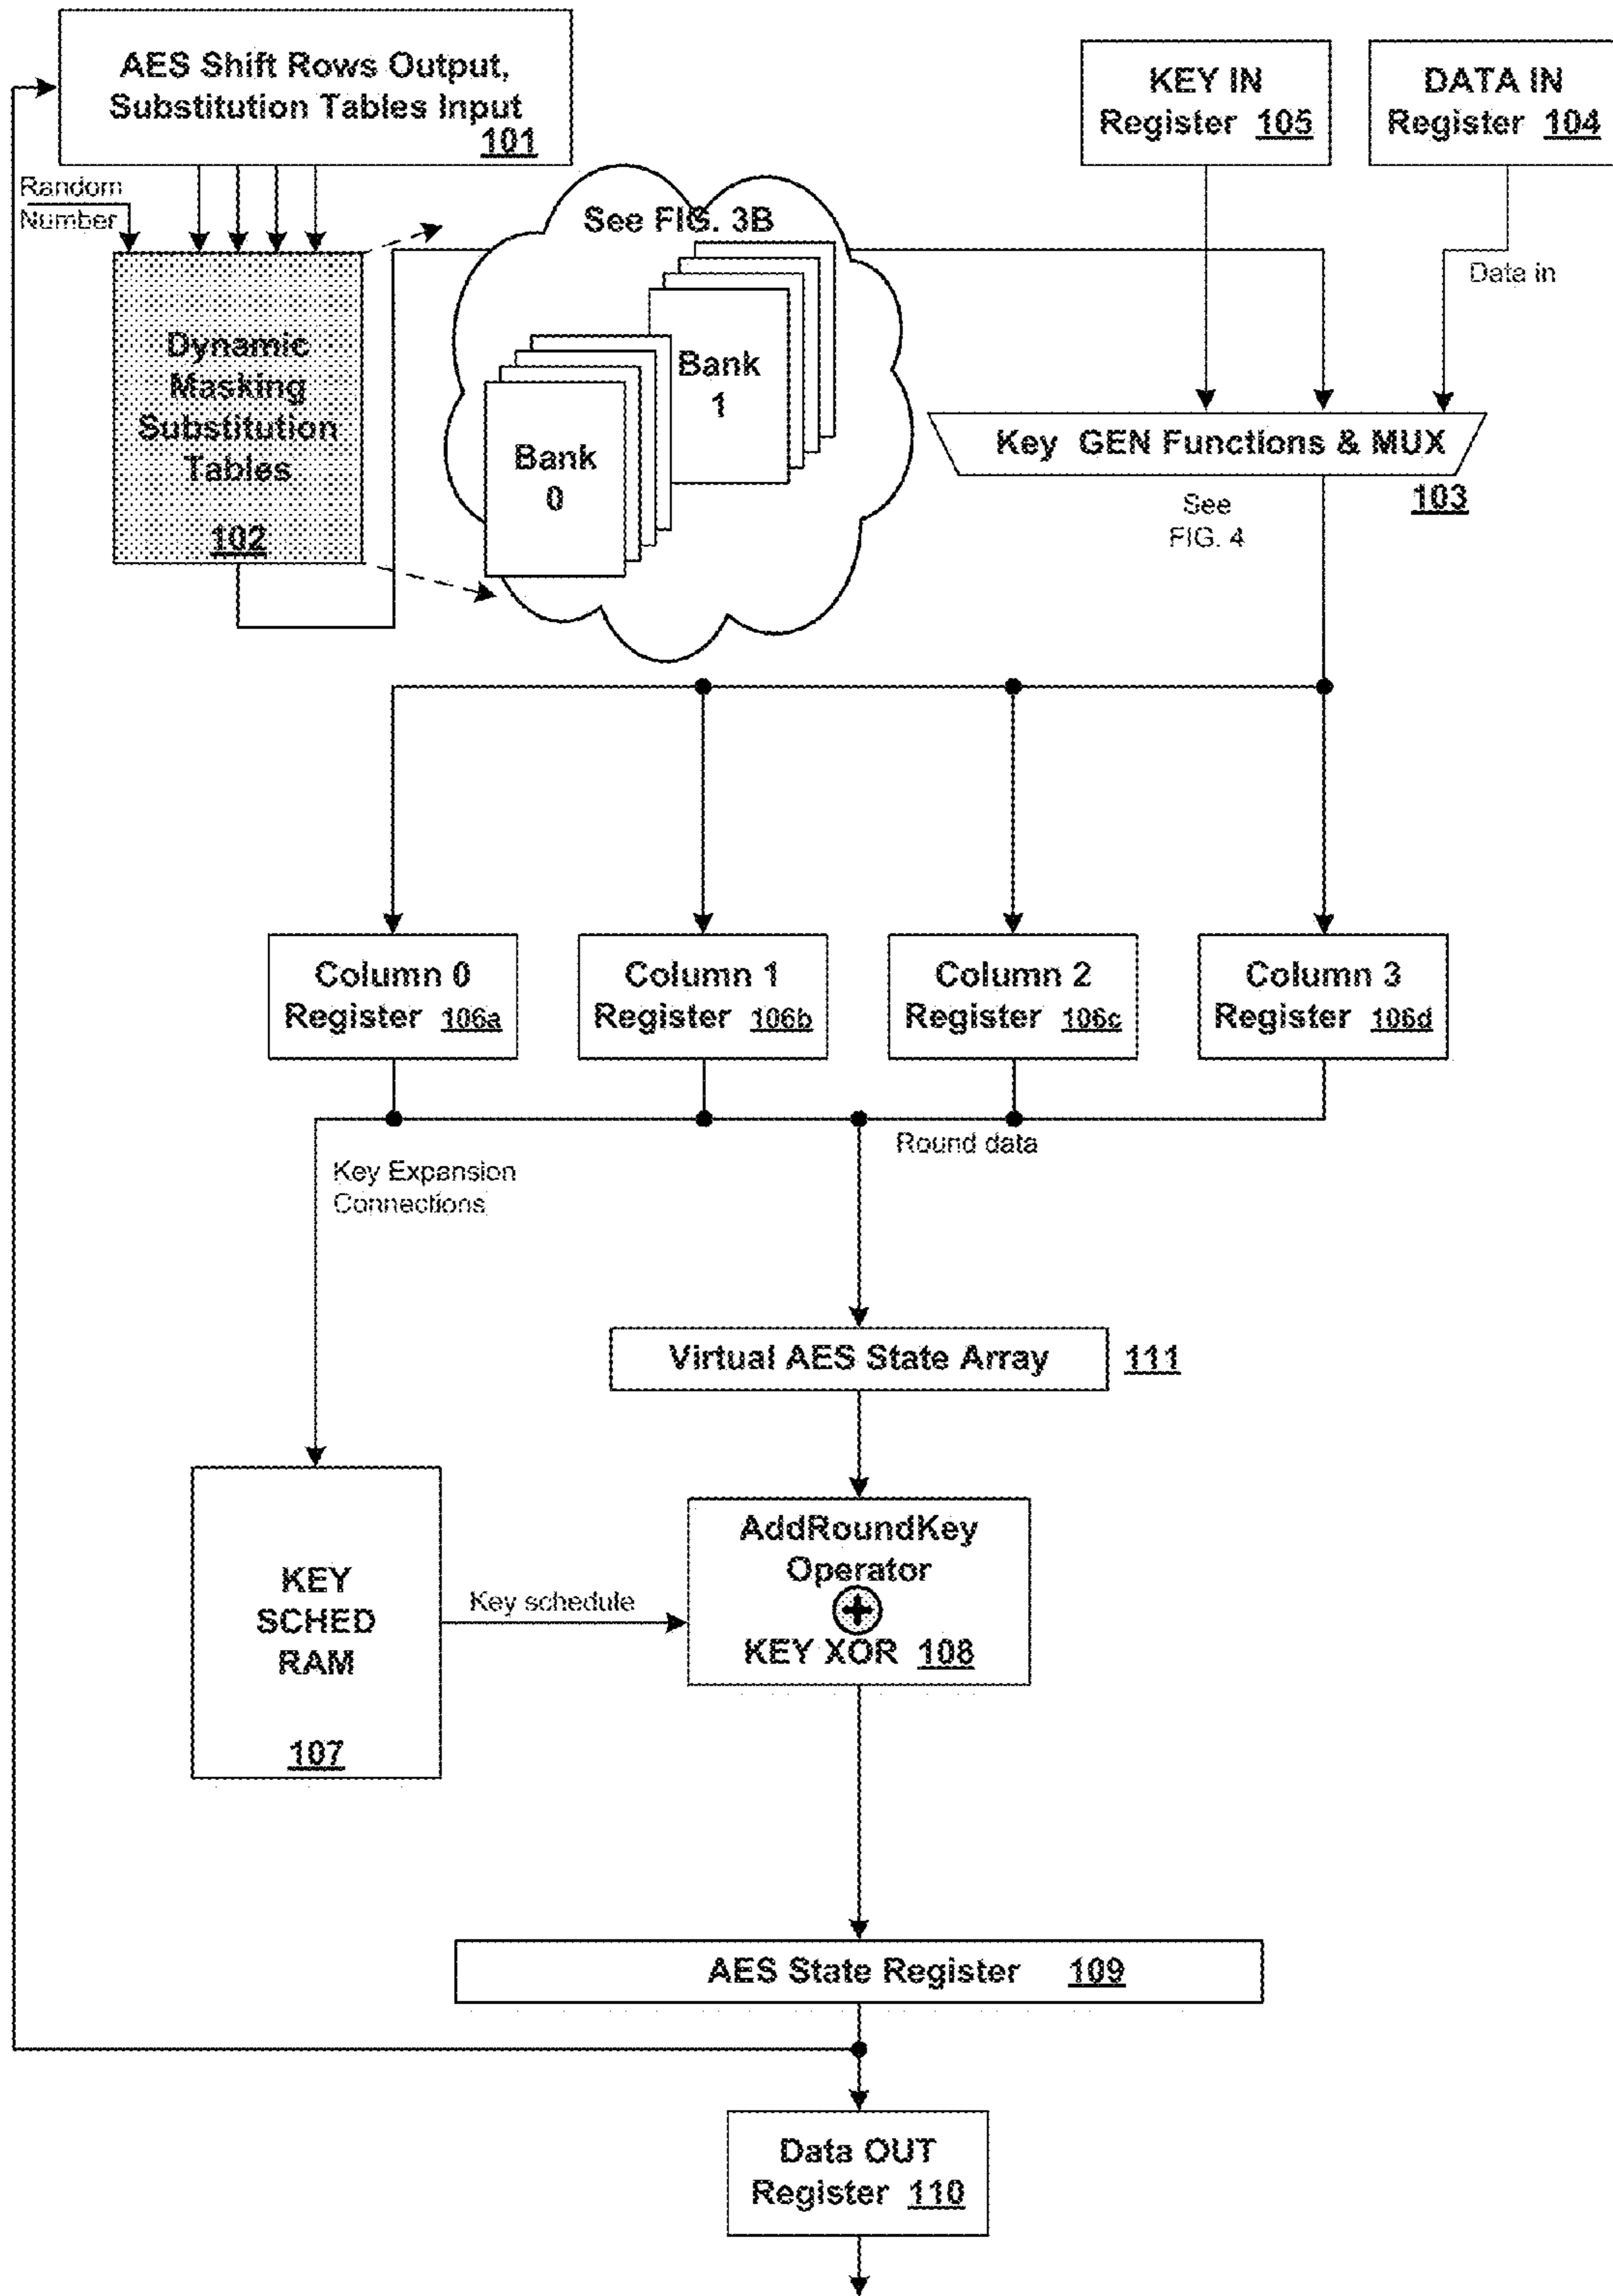 AES Shift Rows Output,
Substitution Tables Input
101
KEY IN
Register 105
DATA IN
Register 104
Random
Number
See FIG. 3B
Data in
Dynamic
Masking
Substitution
Tables
102
Bank
1
Bank
0
Key GEN Functions & MUX
103
See
FIG. 4
Column 0
Register 106a
Column 1
Register 106b
Column 2
Register 106c
Column 3
Register 106d
Round data
Key Expansion
Connections
Virtual AES State Array 111
KEY
SCHED
RAM
107
Key schedule
AddRoundKey
Operator
KEY XOR 108
AES State Register 109
Data OUT
Register 110